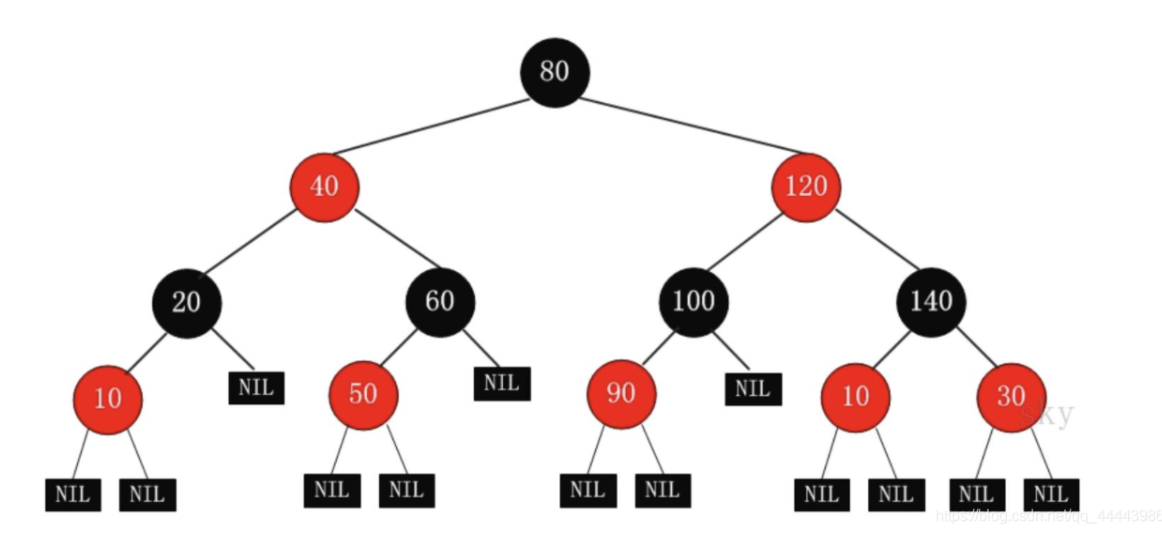 80
40 120
20 60 100 140
10 NIL 50 NIL 90 NIL 10 30
sky
NIL NIL NIL NIL NIL NIL NIL NIL NIL NIL
https://blog.csdn.net/qq_44443986